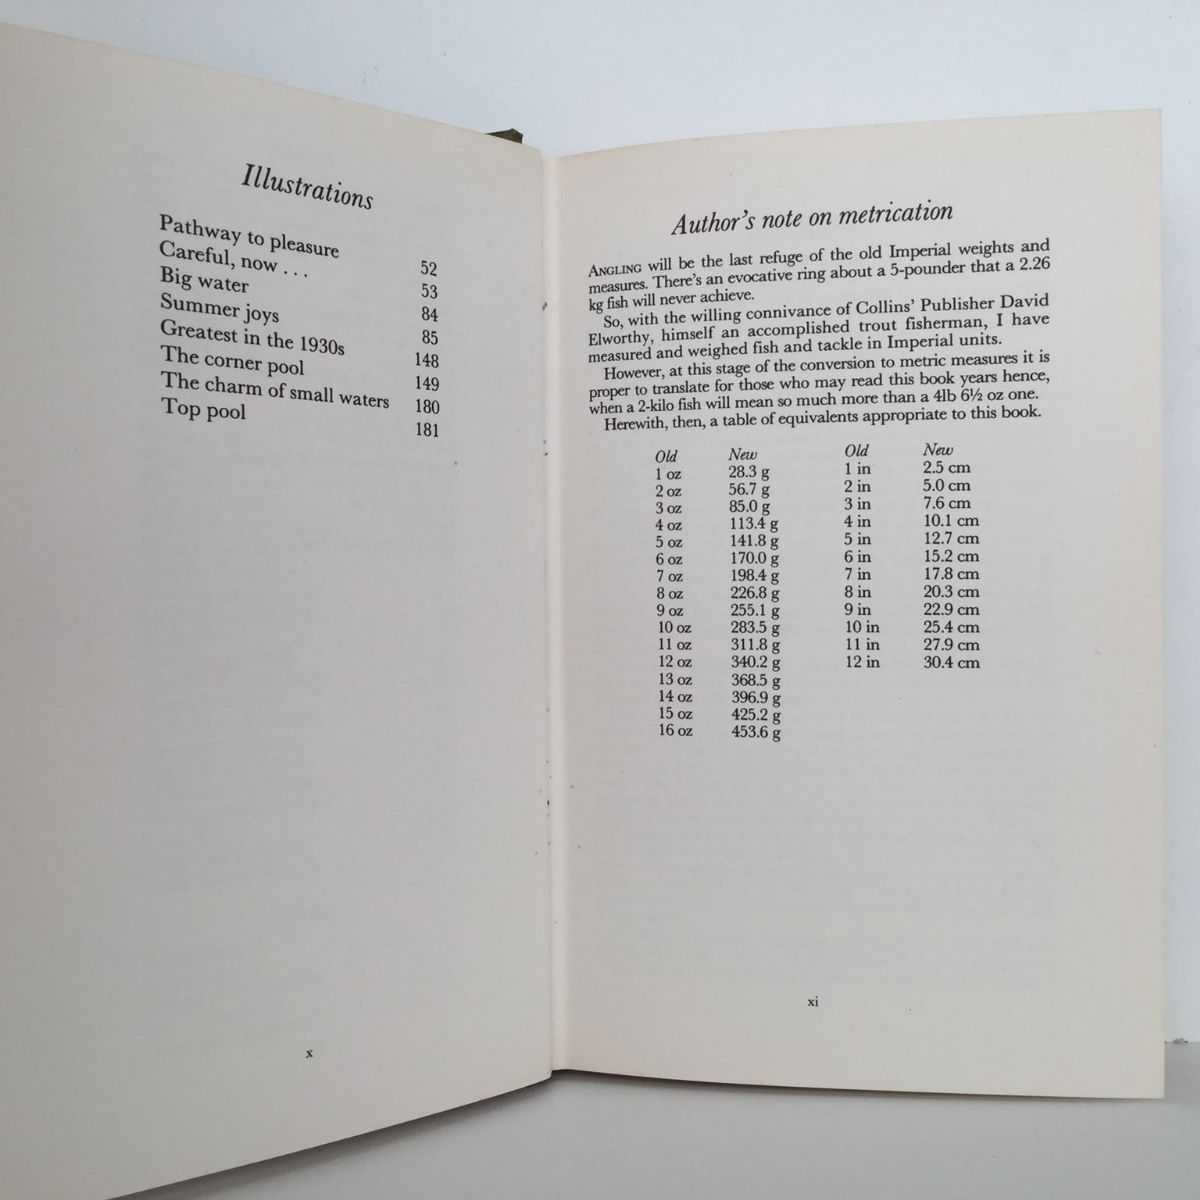 Illustrations
Pathway to pleasure 52
Careful, now . . . 53
Big water 84
Summer joys 85
Greatest in the 1930s 148
The corner pool 149
The charm of small waters 180
Top pool 181
x
Author's note on metrication
ANGLING will be the last refuge of the old Imperial weights and
measures. There's an evocative ring about a 5-pounder that a 2.26
kg fish will never achieve.
So, with the willing connivance of Collins' Publisher David
Elworthy, himself an accomplished trout fisherman, I have
measured and weighed fish and tackle in Imperial units.
However, at this stage of the conversion to metric measures it is
proper to translate for those who may read this book years hence,
when a 2-kilo fish will mean so much more than a 4lb 6½ oz one.
Herewith, then, a table of equivalents appropriate to this book.
Old New Old New
1 oz 28.3 g 1 in 2.5 cm
2 oz 56.7 g 2 in 5.0 cm
3 oz 85.0 g 3 in 7.6 cm
4 oz 113.4 g 4 in 10.1 cm
5 oz 141.8 g 5 in 12.7 cm
6 oz 170.0 g 6 in 15.2 cm
7 oz 198.4 g 7 in 17.8 cm
8 oz 226.8 g 8 in 20.3 cm
9 oz 255.1 g 9 in 22.9 cm
10 oz 283.5 g 10 in 25.4 cm
11 oz 311.8 g 11 in 27.9 cm
12 oz 340.2 g 12 in 30.4 cm
13 oz 368.5 g
14 oz 396.9 g
15 oz 425.2 g
16 oz 453.6 g
xi